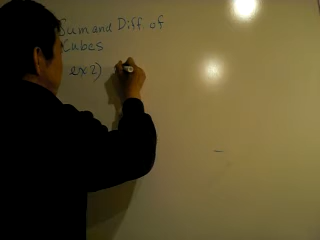 Sum and Diff. of
Cubes
ex 2)